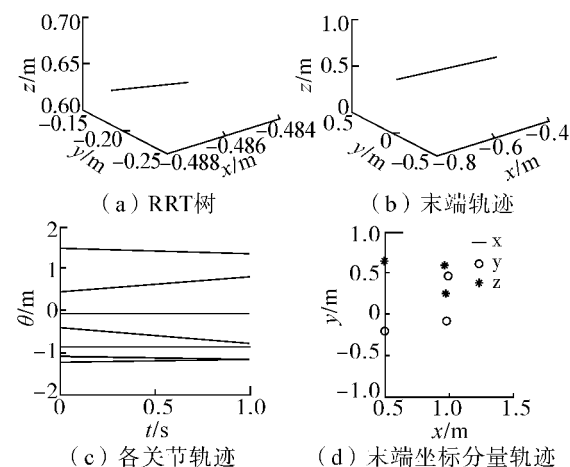 0.70
0.65
0.60
z/m
-0.15
-0.20
-0.25
y/m
-0.488
-0.486
-0.484
x/m
(a)RRT树
1.0
0.5
0
z/m
0.5
0
-0.5
y/m
-0.8
-0.6
-0.4
x/m
(b)末端轨迹
2
1
0
-1
-2
θ/m
0
0.5
1.0
t/s
(c)各关节轨迹
1.0
0.5
0
-0.5
-1.0
y/m
0.5
1.0
1.5
x/m
x
y
z
(d)末端坐标分量轨迹